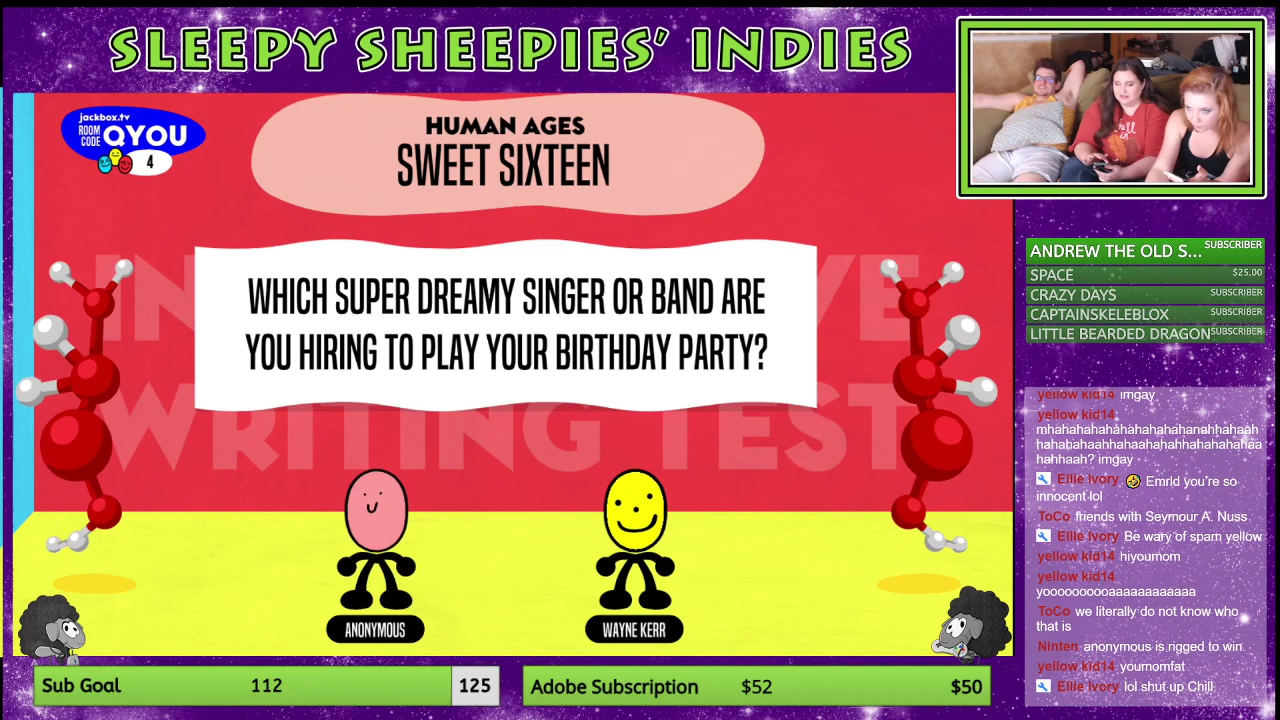 SLEEPY SHEEPIES' INDIES
jackbox.tv
ROOM CODE QYOU
4
HUMAN AGES
SWEET SIXTEEN
WHICH SUPER DREAMY SINGER OR BAND ARE
YOU HIRING TO PLAY YOUR BIRTHDAY PARTY?
WRITING TEST
ANONYMOUS
WAYNE KERR
Sub Goal 112 125
Adobe Subscription $52 $50
ANDREW THE OLD S... SUBSCRIBER
SPACE $25.00
CRAZY DAYS SUBSCRIBER
CAPTAINSKELEBLOX SUBSCRIBER
LITTLE BEARDED DRAGON SUBSCRIBER
yellow kid14 imgay
yellow kid14
mhahahahahahahahahanahhahaah
hahahahaahhahaahahahhahahahaa
hahhaah? imgay
Ellie Ivory Emrld you're so
innocent lol
ToCo friends with Seymour A. Nuss
Ellie Ivory Be wary of spam yellow
yellow kid14 hiyoumom
yellow kid14
yoooooooooaaaaaaaaaaaa
ToCo we literally do not know who
that is
Ninten anonymous is rigged to win
yellow kid14 youmomfat
Ellie Ivory lol shut up Chill